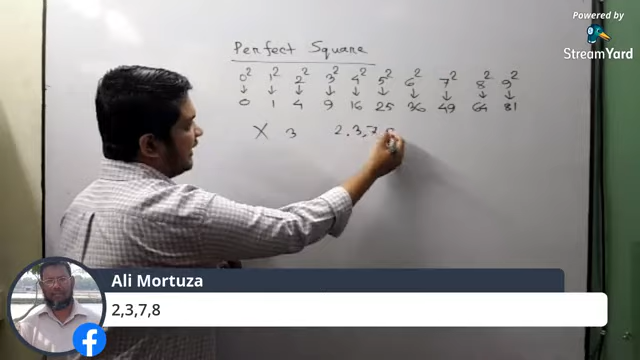 Powered by
StreamYard
Perfect Square
0² 1² 2² 3² 4² 5² 6² 7² 8² 9²
↓ ↓ ↓ ↓ ↓ ↓ ↓ ↓ ↓ ↓
0 1 4 9 16 25 36 49 64 81
X 3 2,3,7
Ali Mortuza
2,3,7,8